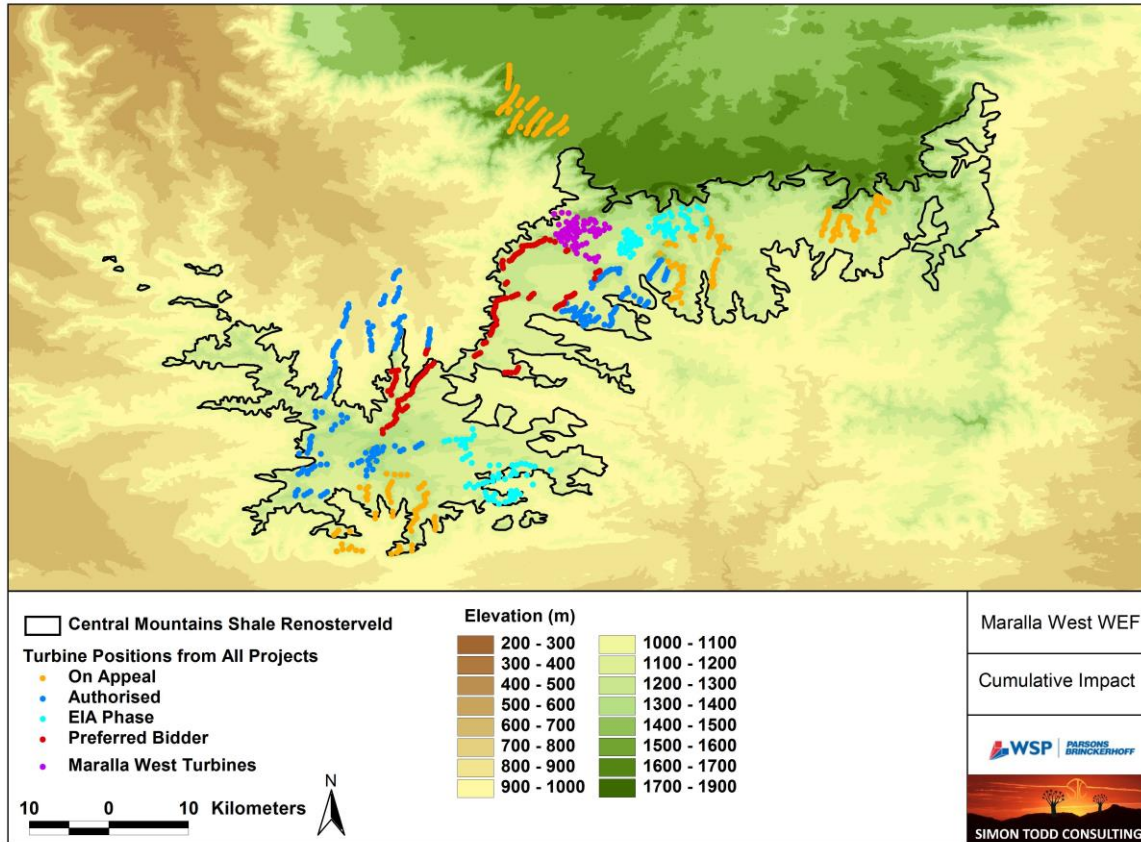 Central Mountains Shale Renosterveld
Turbine Positions from All Projects
On Appeal
Authorised
EIA Phase
Preferred Bidder
Maralla West Turbines
10 0 10 Kilometers
N
Elevation (m)
200 - 300
300 - 400
400 - 500
500 - 600
600 - 700
700 - 800
800 - 900
900 - 1000
1000 - 1100
1100 - 1200
1200 - 1300
1300 - 1400
1400 - 1500
1500 - 1600
1600 - 1700
1700 - 1900
Maralla West WEF
Cumulative Impact
WSP PARSONS
BRINCKERHOFF
SIMON TODD CONSULTING